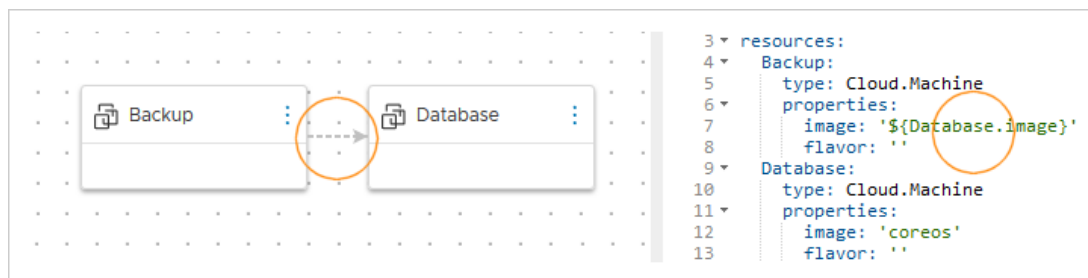 Backup
Database
3 resources:
4 Backup:
5 type: Cloud.Machine
6 properties:
7 image: '${Database.image}'
8 flavor: ''
9 Database:
10 type: Cloud.Machine
11 properties:
12 image: 'coreos'
13 flavor: ''